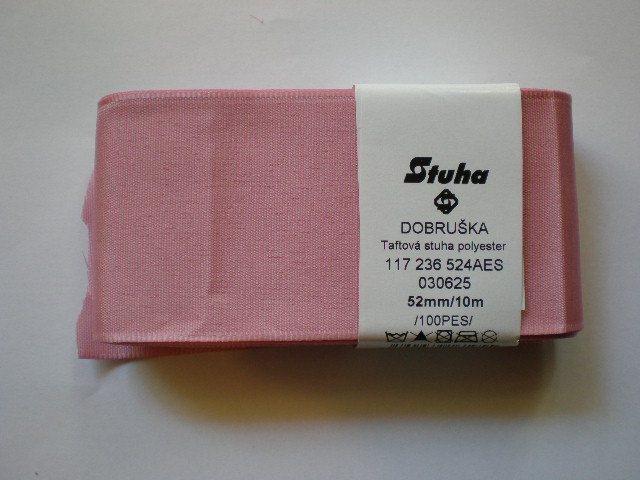 Stuha
DOBRUŠKA
Taftová stuha polyester
117 236 524AES
030625
52mm/10m
/100PES/